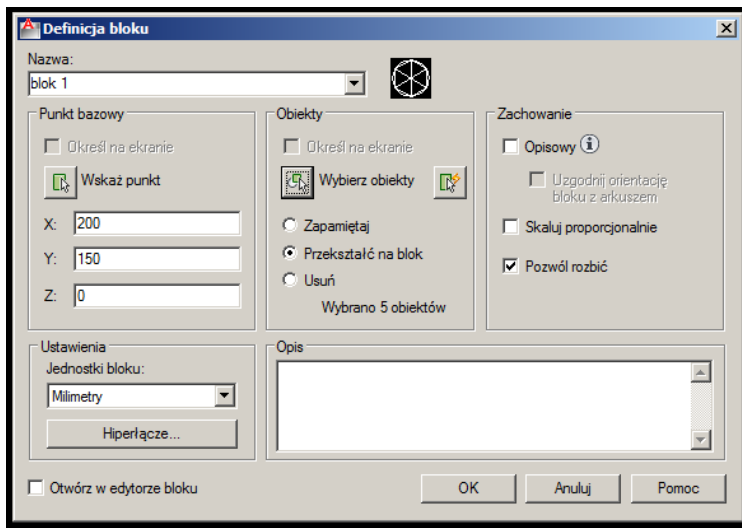 Definicja bloku
Nazwa:
blok 1
Punkt bazowy
Określ na ekranie
Wskaż punkt
X: 200
Y: 150
Z: 0
Obiekty
Określ na ekranie
Wybierz obiekty
Zapamiętaj
Przekształć na blok
Usuń
Wybrano 5 obiektów
Zachowanie
Opisowy
Uzgodnij orientację
bloku z arkuszem
Skaluj proporcjonalnie
Pozwól rozbić
Ustawienia
Jednostki bloku:
Milimetry
Hiperłącze...
Opis
Otwórz w edytorze bloku
OK
Anuluj
Pomoc